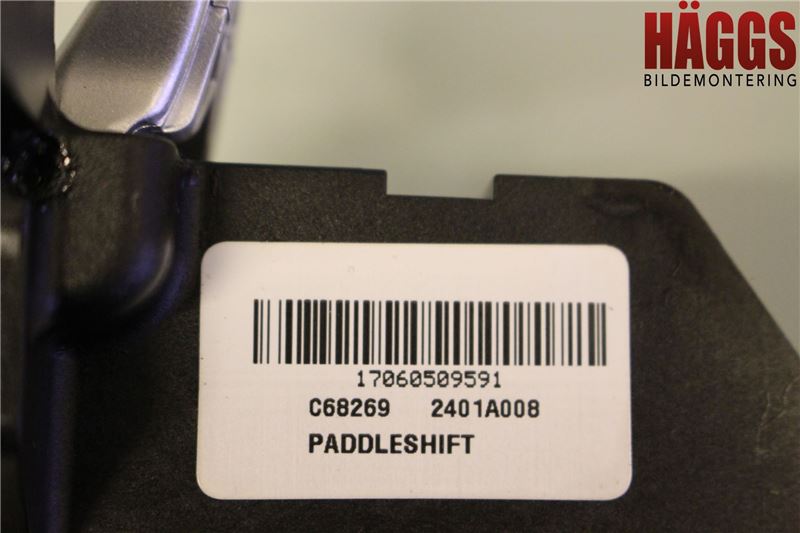 HÄGGS
BILDEMONTERING
17060509591
C68269 2401A008
PADDLESHIFT